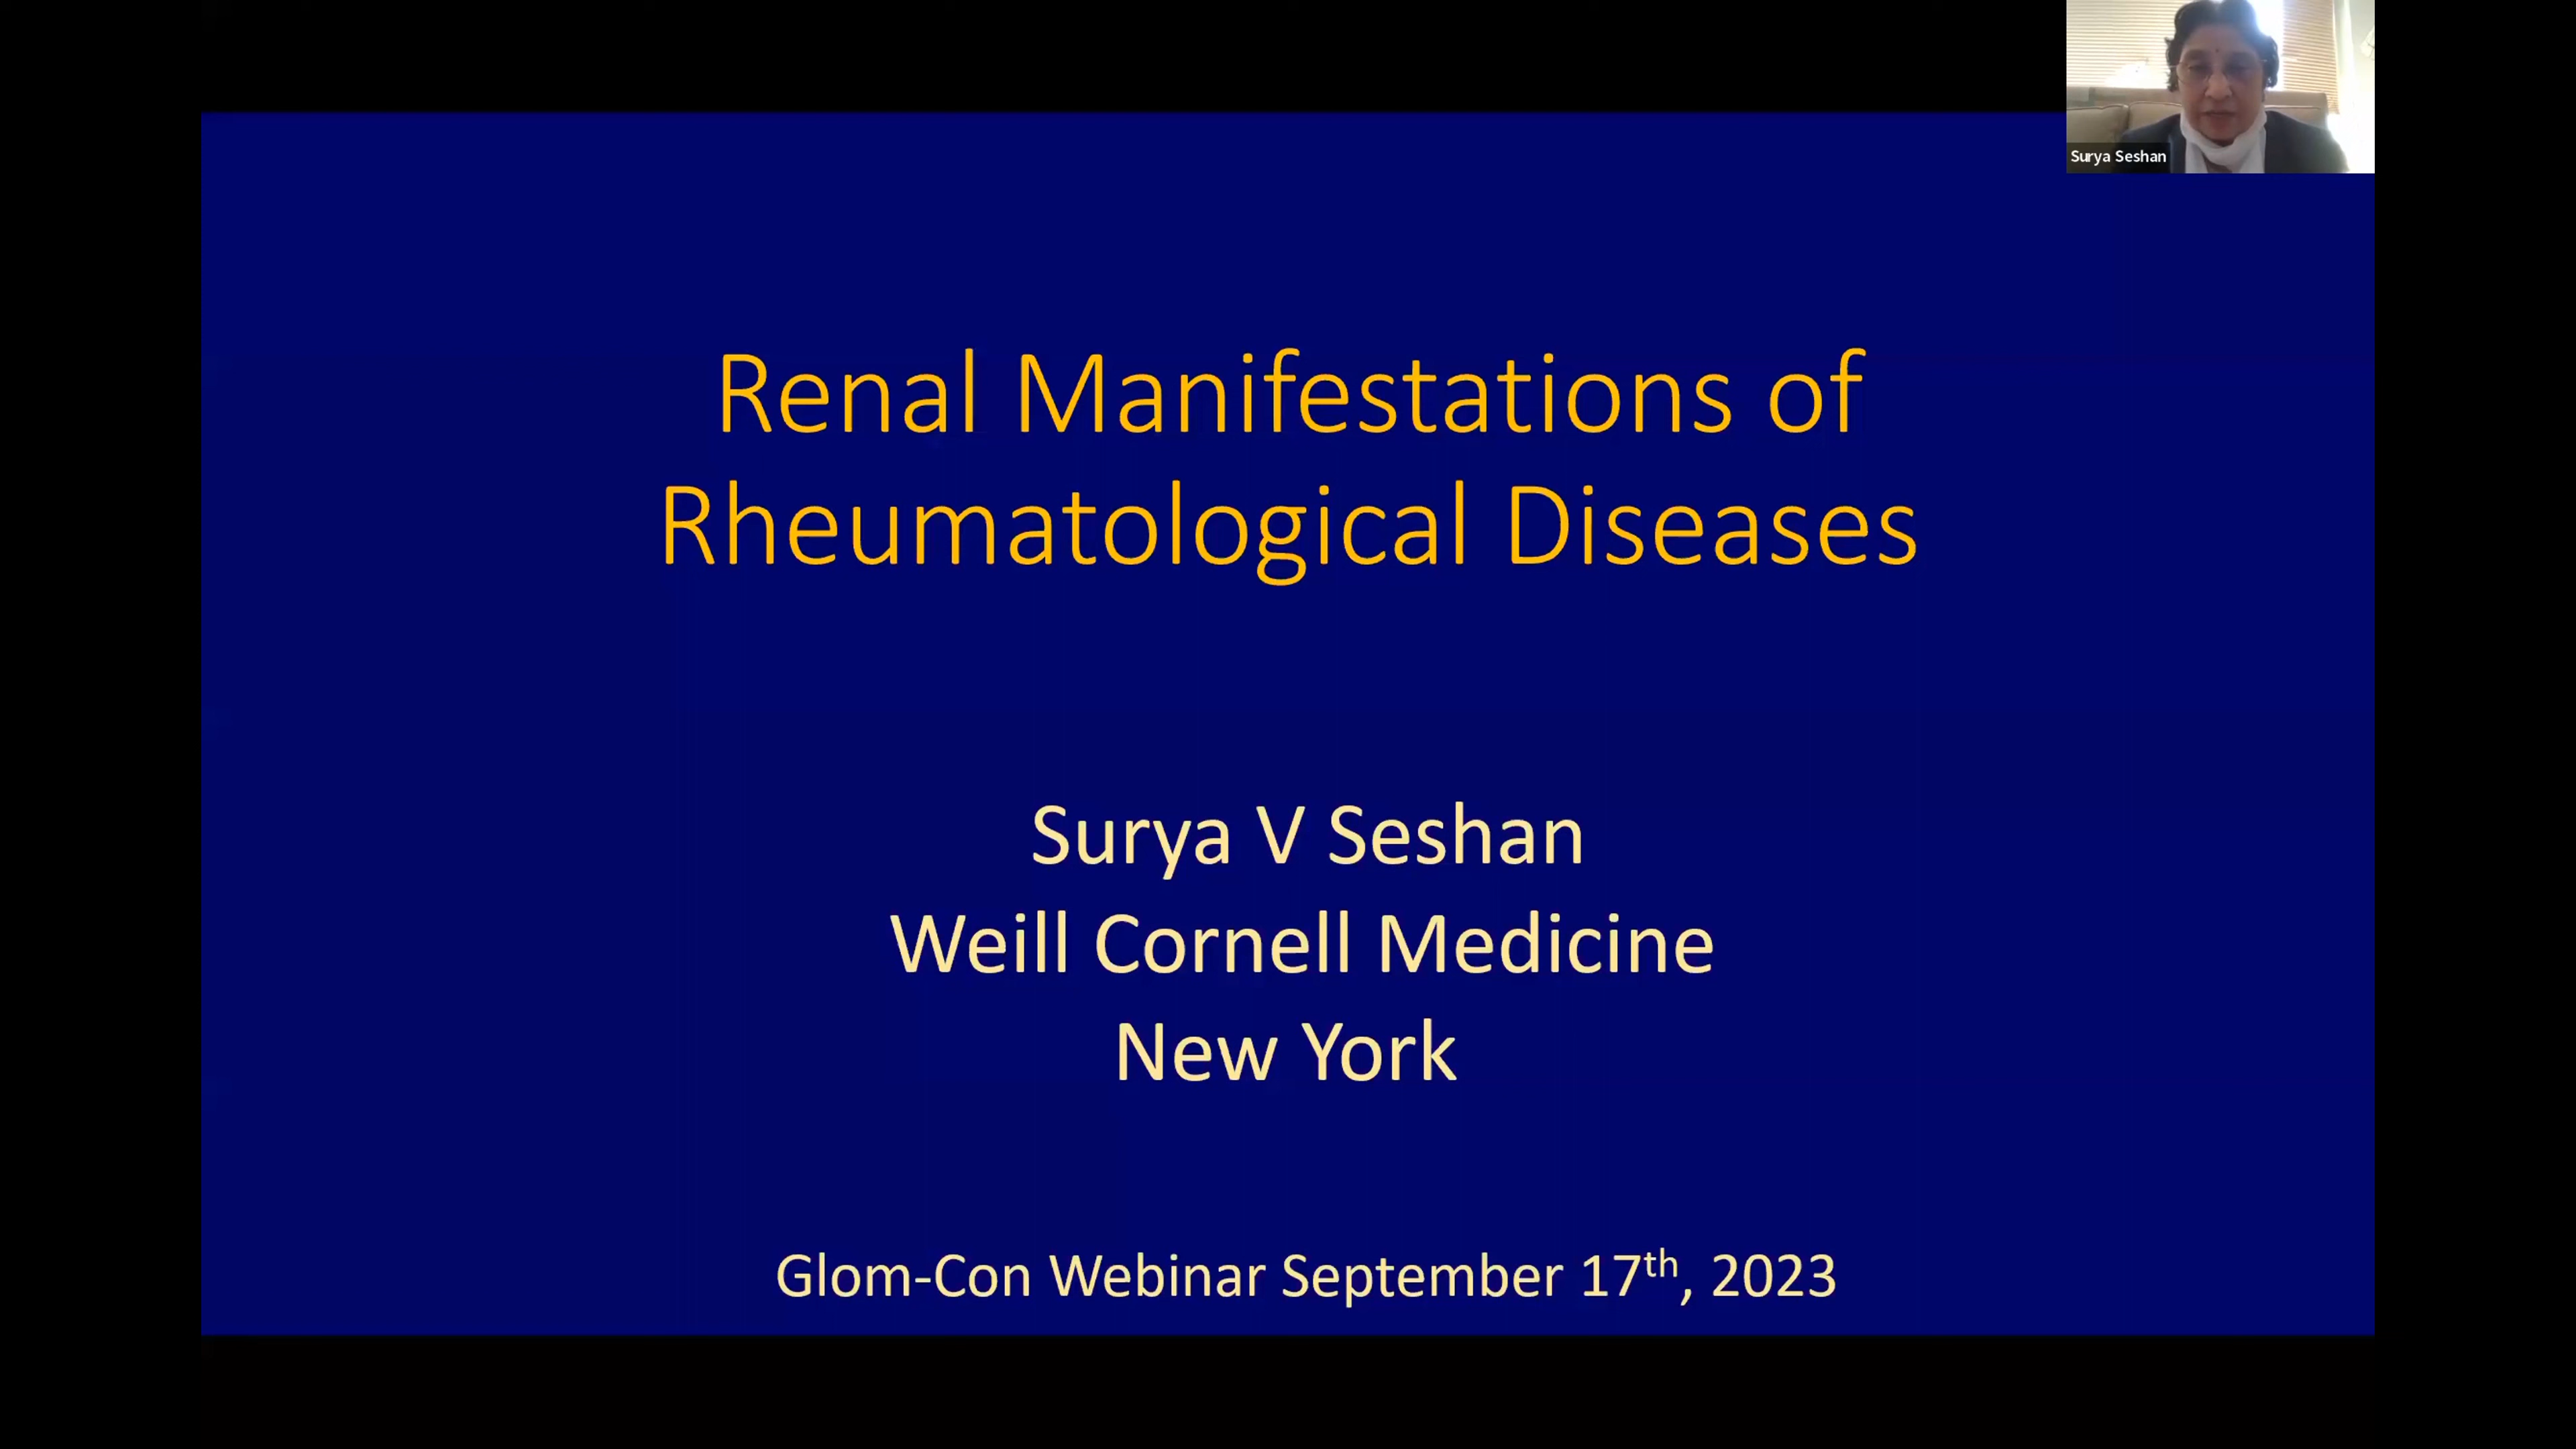 Surya Seshan
Renal Manifestations of
Rheumatological Diseases
Surya V Seshan
Weill Cornell Medicine
New York
Glom-Con Webinar September 17th, 2023